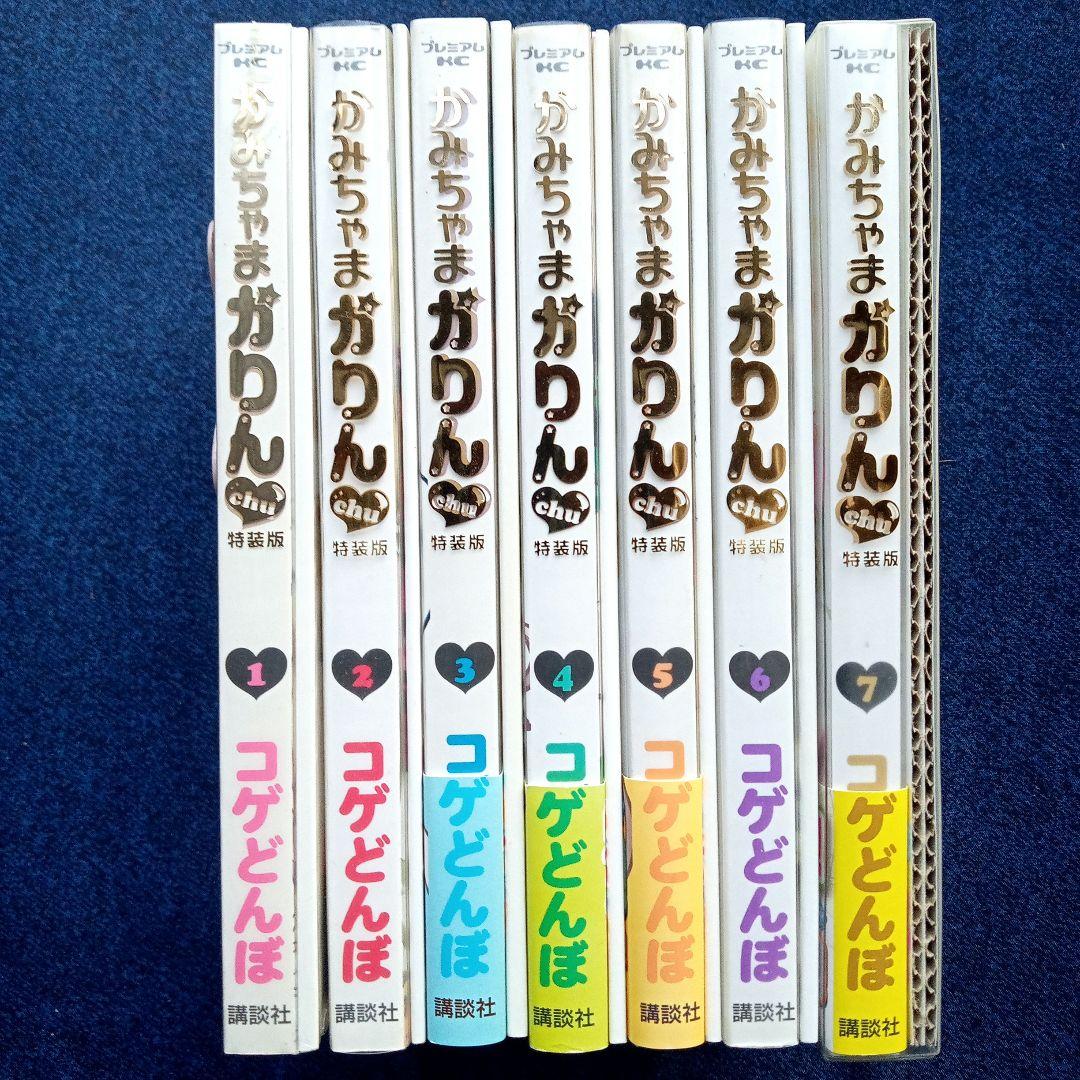 プレミアム
KC
かみちゃまかりん
chu
特装版
1
コゲどんぼ
講談社
プレミアム
KC
かみちゃまかりん
chu
特装版
2
コゲどんぼ
講談社
プレミアム
KC
かみちゃまかりん
chu
特装版
3
コゲどんぼ
講談社
プレミアム
KC
かみちゃまかりん
chu
特装版
4
コゲどんぼ
講談社
プレミアム
KC
かみちゃまかりん
chu
特装版
5
コゲどんぼ
講談社
プレミアム
KC
かみちゃまかりん
chu
特装版
6
コゲどんぼ
講談社
プレミアム
KC
かみちゃまかりん
chu
特装版
7
コゲどんぼ
講談社